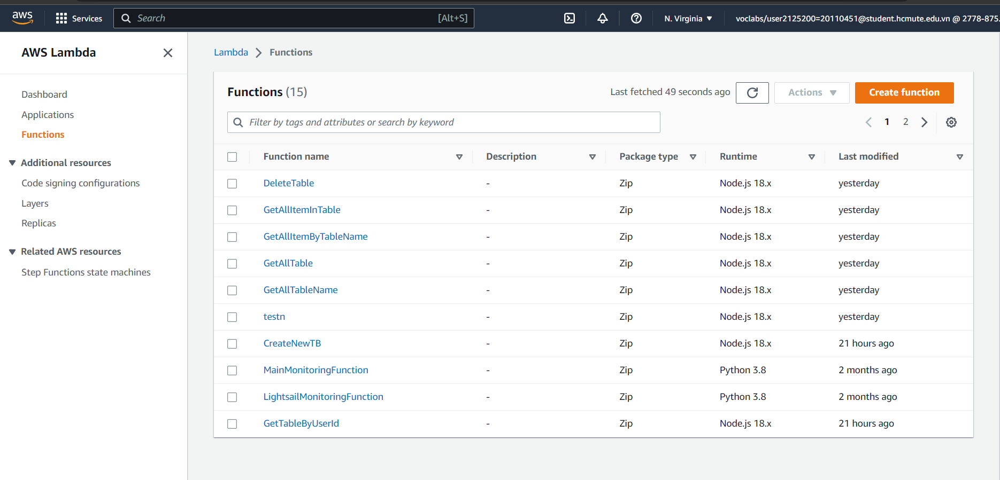 aws Services Search [Alt+S] N. Virginia voclabs/user2125200=20110451@student.hcmute.edu.vn @ 2778-875.
AWS Lambda
Dashboard
Applications
Functions
Additional resources
Code signing configurations
Layers
Replicas
Related AWS resources
Step Functions state machines
Lambda Functions
Functions (15) Last fetched 49 seconds ago Actions Create function
Filter by tags and attributes or search by keyword 1 2
Function name Description Package type Runtime Last modified
DeleteTable - Zip Node.js 18.x yesterday
GetAllItemInTable - Zip Node.js 18.x yesterday
GetAllItemByTableName - Zip Node.js 18.x yesterday
GetAllTable - Zip Node.js 18.x yesterday
GetAllTableName - Zip Node.js 18.x yesterday
testn - Zip Node.js 18.x yesterday
CreateNewTB - Zip Node.js 18.x 21 hours ago
MainMonitoringFunction - Zip Python 3.8 2 months ago
LightsailMonitoringFunction - Zip Python 3.8 2 months ago
GetTableByUserId - Zip Node.js 18.x 21 hours ago